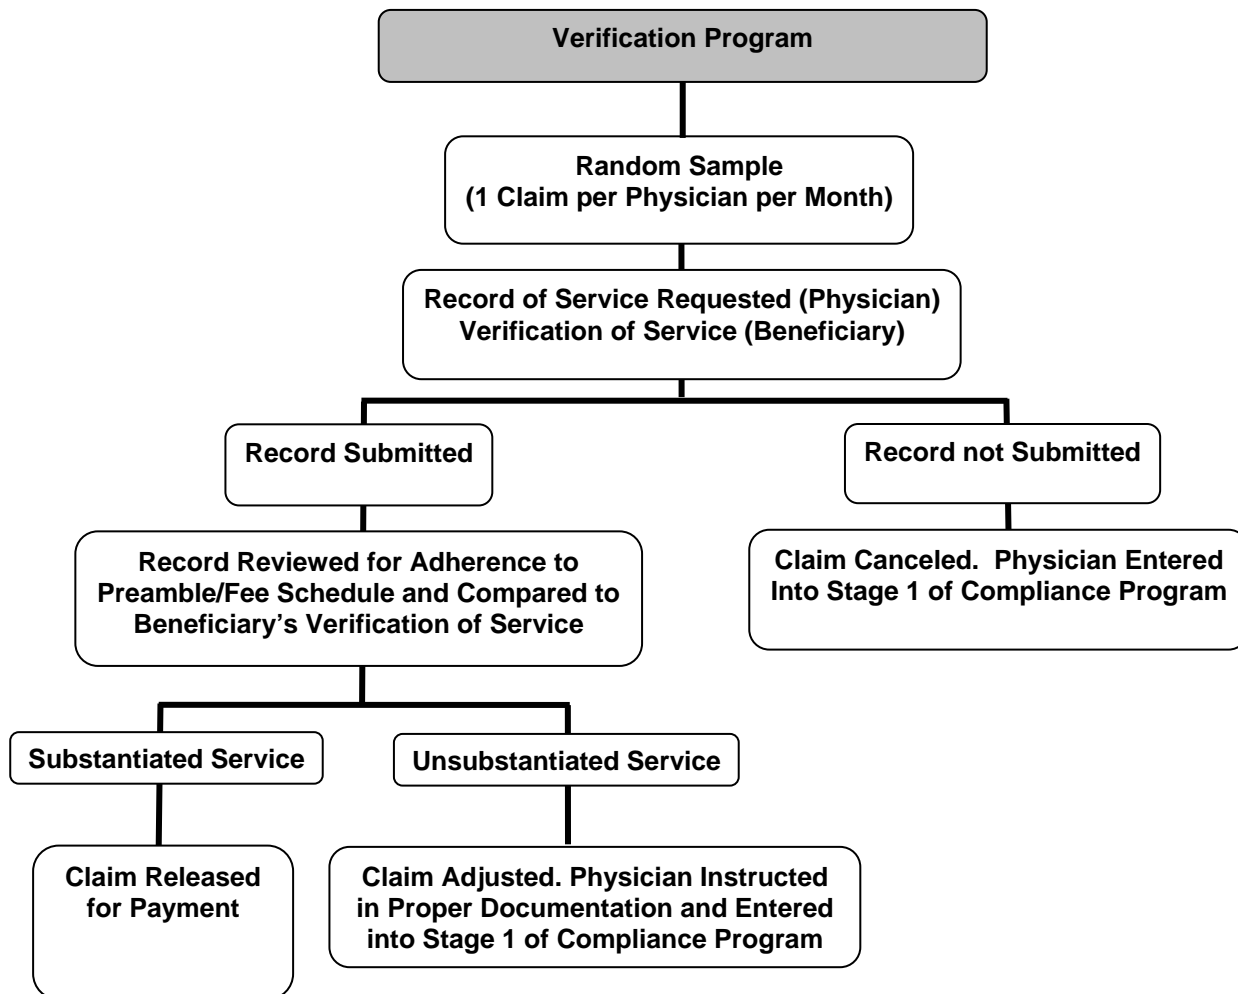 Verification Program
Random Sample
(1 Claim per Physician per Month)
Record of Service Requested (Physician)
Verification of Service (Beneficiary)
Record Submitted
Record not Submitted
Record Reviewed for Adherence to
Preamble/Fee Schedule and Compared to
Beneficiary’s Verification of Service
Claim Canceled.  Physician Entered
Into Stage 1 of Compliance Program
Substantiated Service
Unsubstantiated Service
Claim Released
for Payment
Claim Adjusted. Physician Instructed
in Proper Documentation and Entered
into Stage 1 of Compliance Program